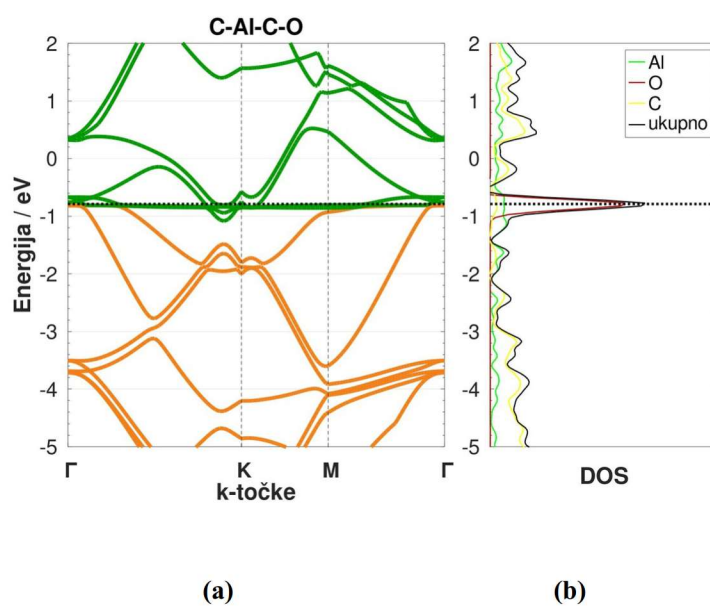 C-Al-C-O
2
1
0
-1
-2
-3
-4
-5
Energija / eV
Γ
K
M
Γ
k-točke
2
1
0
-1
-2
-3
-4
-5
Al
O
C
ukupno
DOS
(a)
(b)